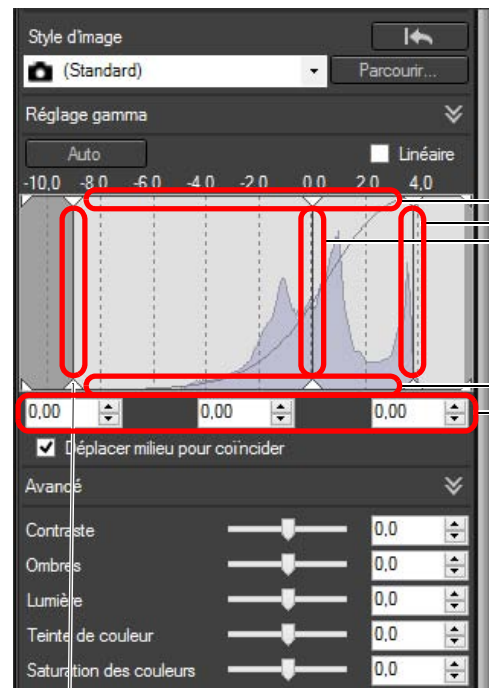 Style d'image
(Standard) Parcourir...
Réglage gamma
Auto Linéaire
-10,0 -8,0 -6,0 -4,0 -2,0 0,0 2,0 4,0
0,00 0,00 0,00
Déplacer milieu pour coïncider
Avancé
Contraste 0,0
Ombres 0,0
Lumière 0,0
Teinte de couleur 0,0
Saturation des couleurs 0,0